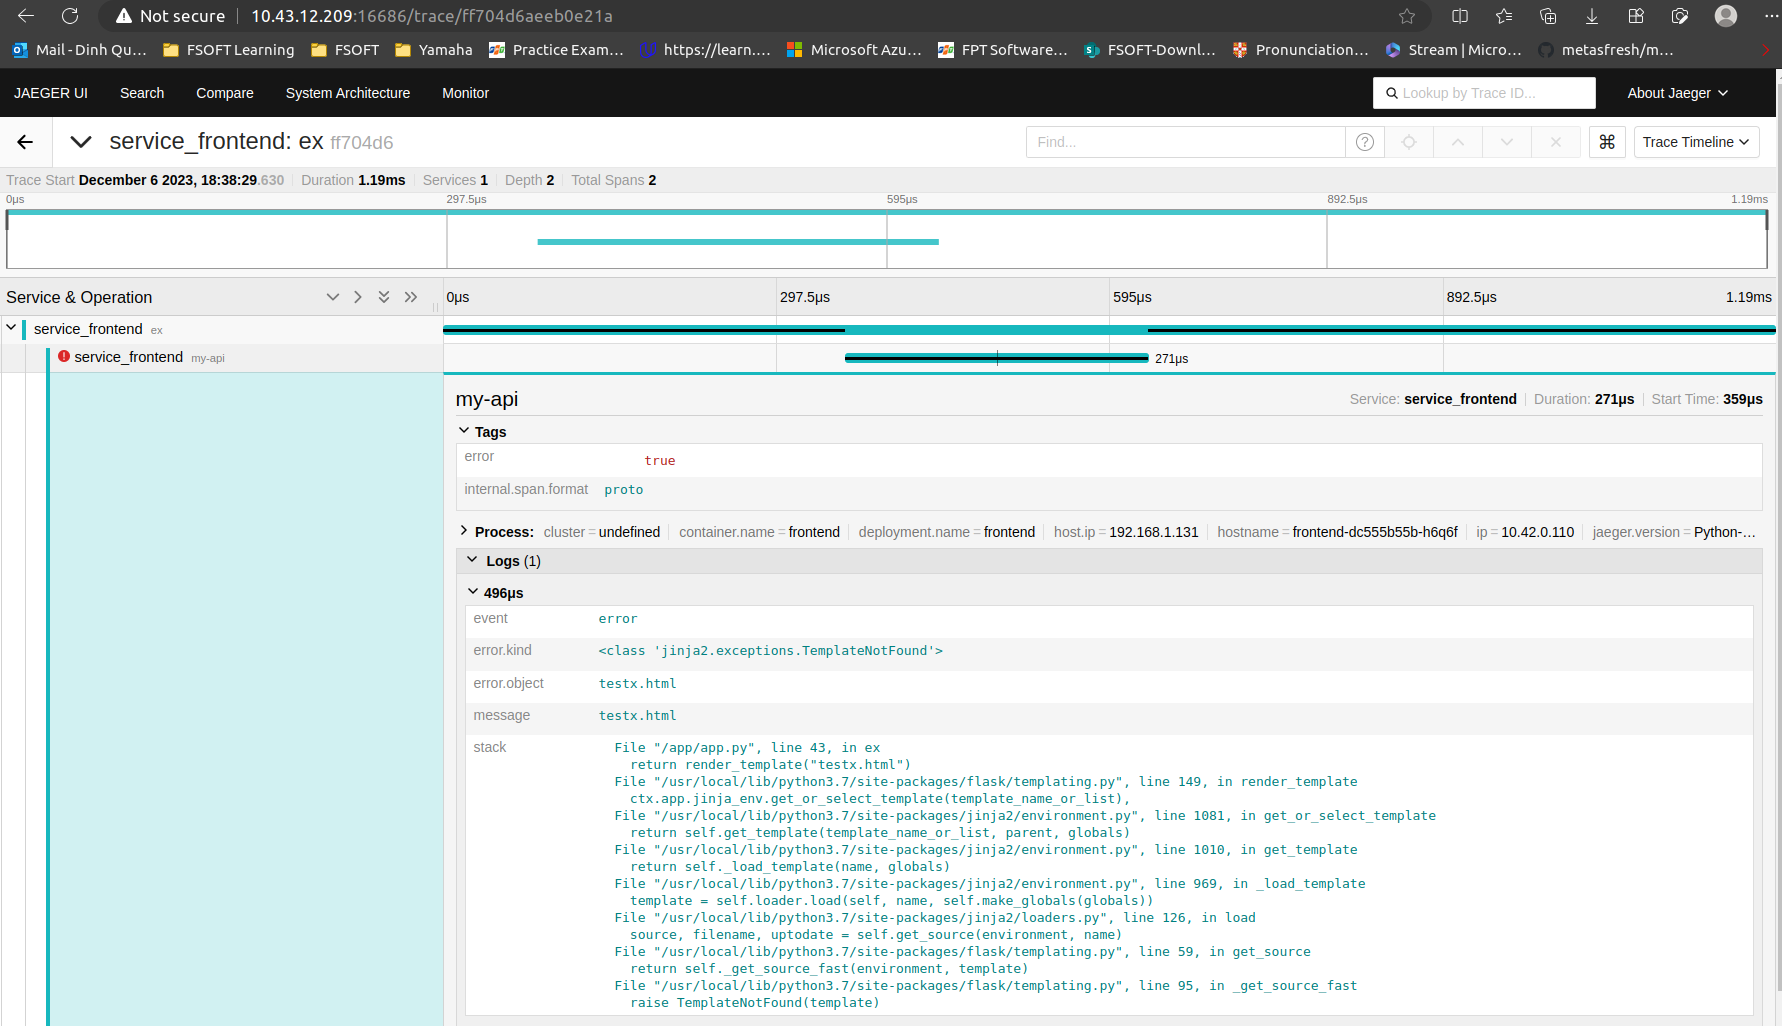 Not secure 10.43.12.209:16686/trace/ff704d6aeeb0e21a
Mail - Dinh Qu... FSOFT Learning FSOFT Yamaha Practice Exam... https://learn.... Microsoft Azu... FPT Software... FSOFT-Downl... Pronunciation... Stream | Micro... metasfresh/m...
JAEGER UI Search Compare System Architecture Monitor Lookup by Trace ID... About Jaeger
service_frontend: ex ff704d6 Find... Trace Timeline
Trace Start December 6 2023, 18:38:29.630 Duration 1.19ms Services 1 Depth 2 Total Spans 2
0μs 297.5μs 595μs 892.5μs 1.19ms
Service & Operation 0μs 297.5μs 595μs 892.5μs 1.19ms
service_frontend ex
service_frontend my-api 271μs
my-api Service: service_frontend Duration: 271μs Start Time: 359μs
Tags
error true
internal.span.format proto
Process: cluster = undefined container.name = frontend deployment.name = frontend host.ip = 192.168.1.131 hostname = frontend-dc555b55b-h6q6f ip = 10.42.0.110 jaeger.version = Python-...
Logs (1)
496μs
event error
error.kind <class 'jinja2.exceptions.TemplateNotFound'>
error.object testx.html
message testx.html
stack File "/app/app.py", line 43, in ex
return render_template("testx.html")
File "/usr/local/lib/python3.7/site-packages/flask/templating.py", line 149, in render_template
ctx.app.jinja_env.get_or_select_template(template_name_or_list),
File "/usr/local/lib/python3.7/site-packages/jinja2/environment.py", line 1081, in get_or_select_template
return self.get_template(template_name_or_list, parent, globals)
File "/usr/local/lib/python3.7/site-packages/jinja2/environment.py", line 1010, in get_template
return self._load_template(name, globals)
File "/usr/local/lib/python3.7/site-packages/jinja2/environment.py", line 969, in _load_template
template = self.loader.load(self, name, self.make_globals(globals))
File "/usr/local/lib/python3.7/site-packages/jinja2/loaders.py", line 126, in load
source, filename, uptodate = self.get_source(environment, name)
File "/usr/local/lib/python3.7/site-packages/flask/templating.py", line 59, in get_source
return self._get_source_fast(environment, template)
File "/usr/local/lib/python3.7/site-packages/flask/templating.py", line 95, in _get_source_fast
raise TemplateNotFound(template)